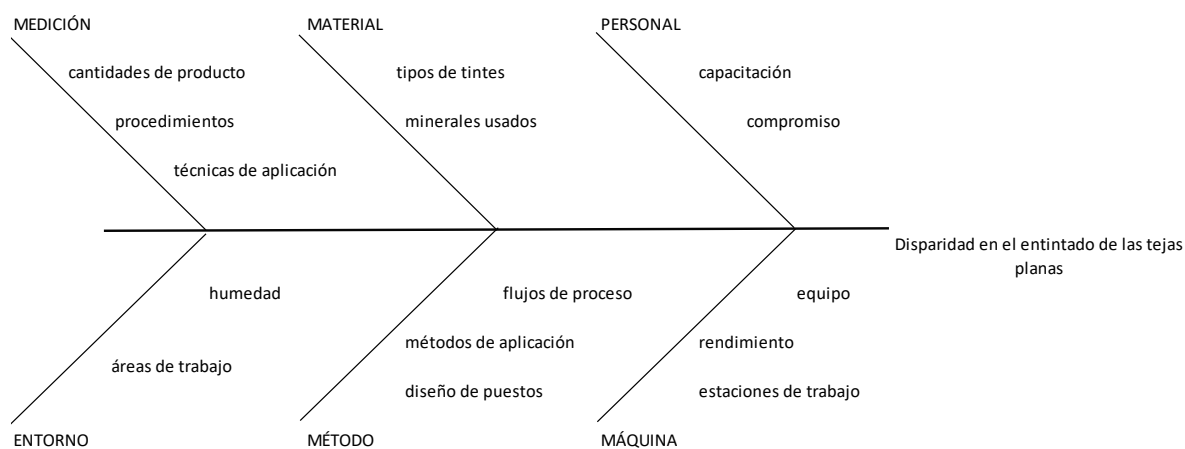 MEDICIÓN
MATERIAL
PERSONAL
cantidades de producto
tipos de tintes
capacitación
procedimientos
minerales usados
compromiso
técnicas de aplicación
Disparidad en el entintado de las tejas
planas
humedad
flujos de proceso
equipo
métodos de aplicación
rendimiento
áreas de trabajo
diseño de puestos
estaciones de trabajo
ENTORNO
MÉTODO
MÁQUINA